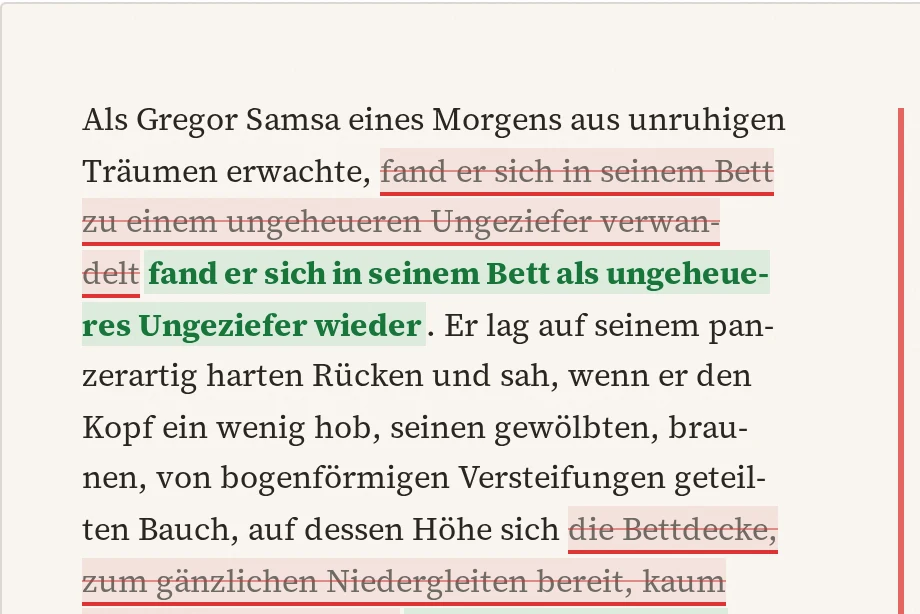 Als Gregor Samsa eines Morgens aus unruhigen
Träumen erwachte, fand er sich in seinem Bett
zu einem ungeheueren Ungeziefer verwan-
delt fand er sich in seinem Bett als ungeheue-
res Ungeziefer wieder. Er lag auf seinem pan-
zerartig harten Rücken und sah, wenn er den
Kopf ein wenig hob, seinen gewölbten, brau-
nen, von bogenförmigen Versteifungen geteil-
ten Bauch, auf dessen Höhe sich die Bettdecke,
zum gänzlichen Niedergleiten bereit, kaum